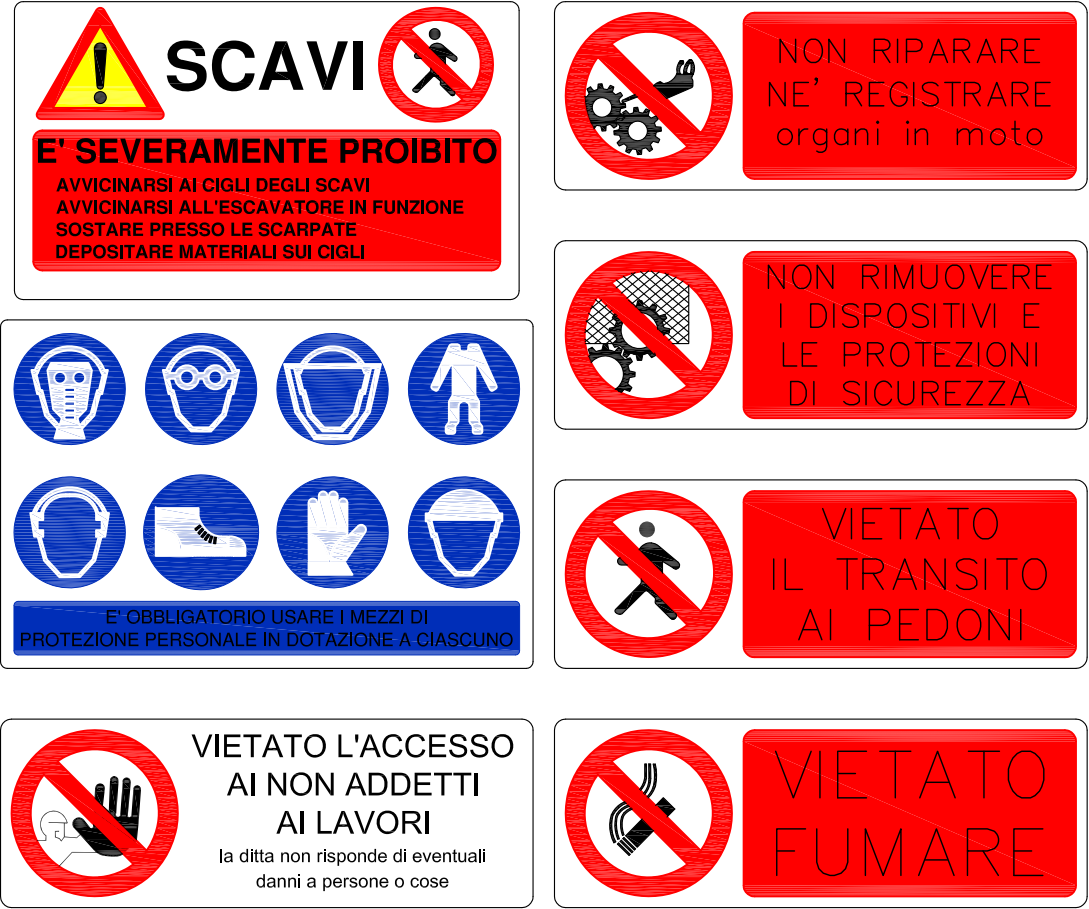 SCAVI
E' SEVERAMENTE PROIBITO
AVVICINARSI AI CIGLI DEGLI SCAVI
AVVICINARSI ALL'ESCAVATORE IN FUNZIONE
SOSTARE PRESSO LE SCARPATE
DEPOSITARE MATERIALI SUI CIGLI
E' OBBLIGATORIO USARE I MEZZI DI
PROTEZIONE PERSONALE IN DOTAZIONE A CIASCUNO
VIETATO L'ACCESSO
AI NON ADDETTI
AI LAVORI
la ditta non risponde di eventuali
danni a persone o cose
NON RIPARARE
NE' REGISTRARE
organi in moto
NON RIMUOVERE
I DISPOSITIVI E
LE PROTEZIONI
DI SICUREZZA
VIETATO
IL TRANSITO
AI PEDONI
VIETATO
FUMARE